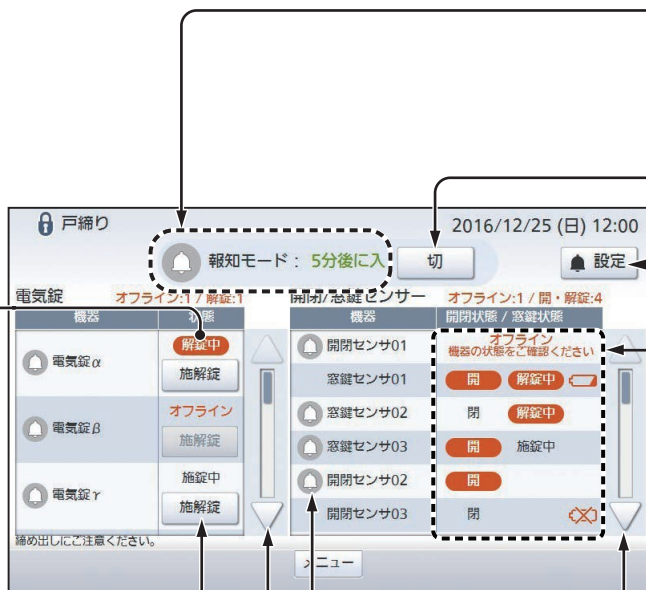 戸締り
2016/12/25 (日) 12:00
報知モード： 5分後に入
切
設定
電気錠
オフライン:1 / 解錠:1
開閉/窓鍵センサー
オフライン:1 / 開・解錠:4
機器
状態
機器
開閉状態 / 窓鍵状態
電気錠α
解錠中
施解錠
電気錠β
オフライン
施解錠
電気錠γ
施錠中
施解錠
開閉センサ01
オフライン
機器の状態をご確認ください
窓鍵センサ01
開
解錠中
窓鍵センサ02
閉
解錠中
窓鍵センサ03
開
施錠中
開閉センサ02
開
開閉センサ03
閉
締め出しにご注意ください。
メニュー